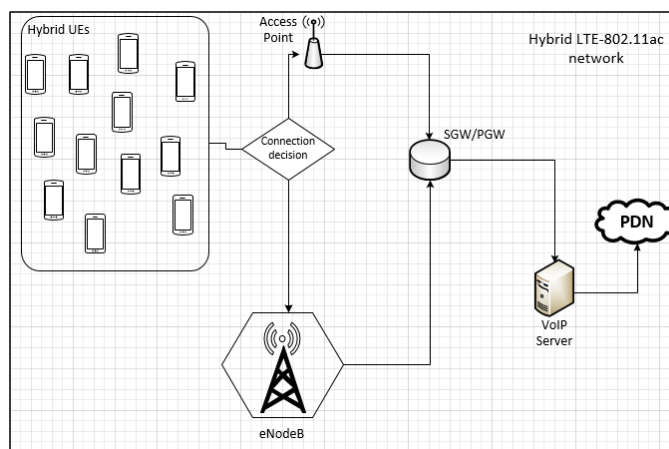 Hybrid UEs
Access
Point
Hybrid LTE-802.11ac
network
Connection
decision
SGW/PGW
PDN
VoIP
Server
eNodeB